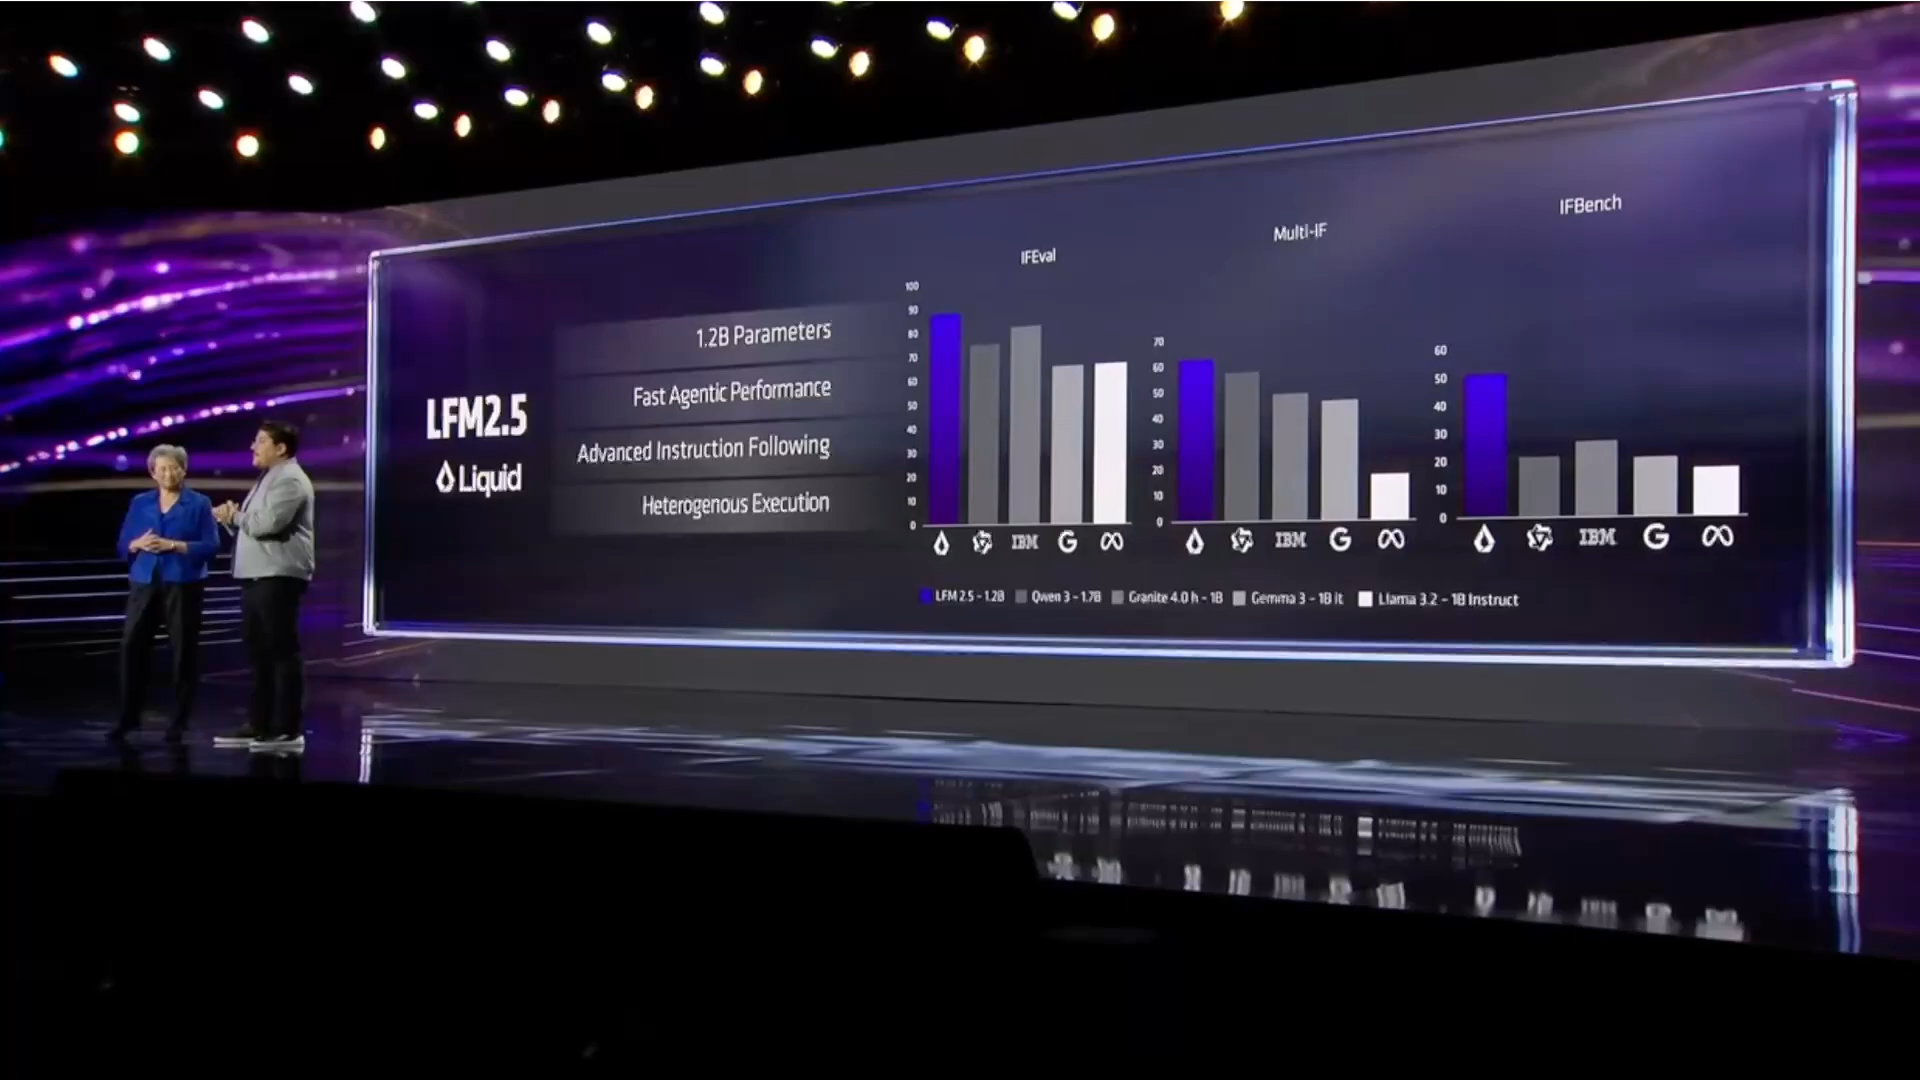 LFM2.5
Liquid
1.2B Parameters
Fast Agentic Performance
Advanced Instruction Following
Heterogenous Execution
IFEval
100
90
80
70
60
50
40
30
20
10
0
IBM
G
Multi-IF
70
60
50
40
30
20
10
0
IBM
G
IFBench
60
50
40
30
20
10
0
IBM
G
LFM 2.5 - 1.2B Qwen 3 - 1.7B Granite 4.0 h - 1B Gemma 3 - 1B it Llama 3.2 - 1B Instruct